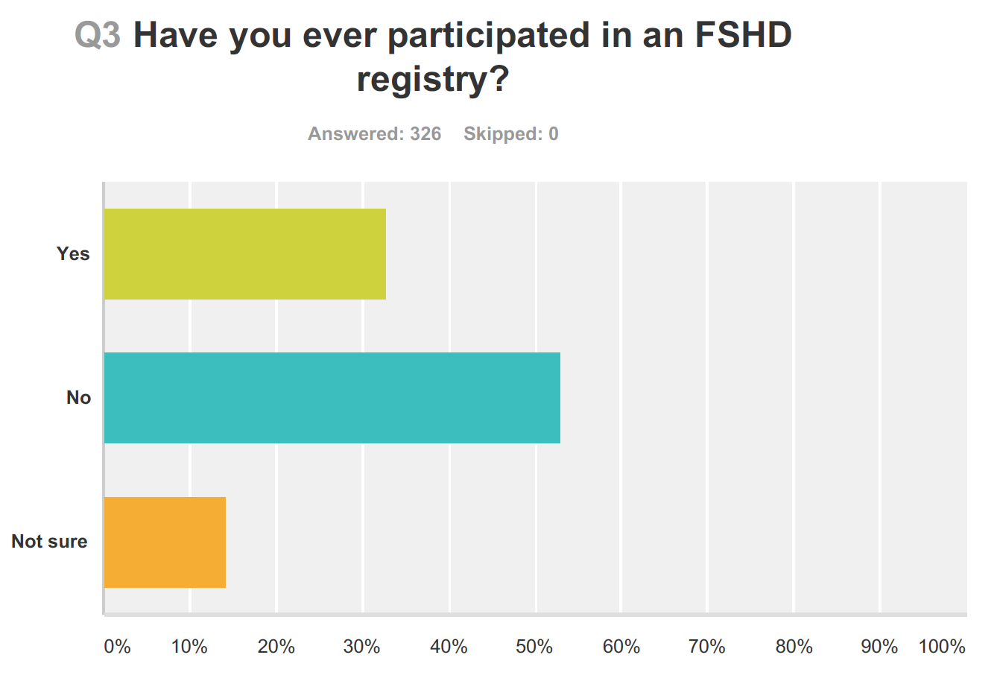 Q3 Have you ever participated in an FSHD
registry?
Answered: 326 Skipped: 0
Yes
No
Not sure
0% 10% 20% 30% 40% 50% 60% 70% 80% 90% 100%